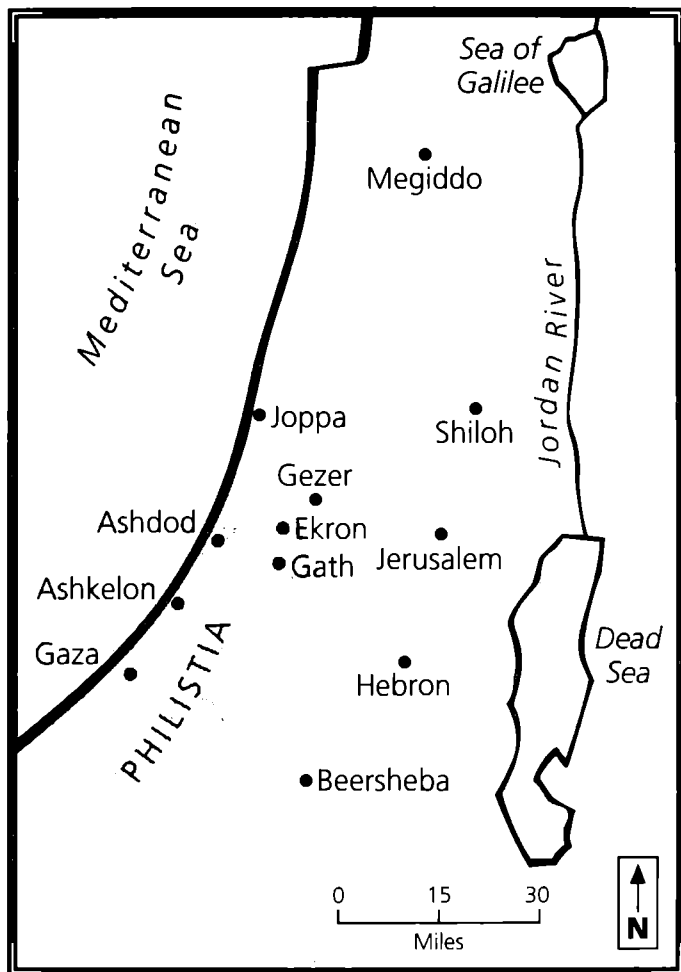 Sea of
Galilee
Mediterranean
Sea
Megiddo
Jordan River
Joppa
Shiloh
Gezer
Ashdod
Ekron
Jerusalem
Gath
Ashkelon
Gaza
PHILISTIA
Hebron
Dead
Sea
Beersheba
0 15 30
Miles
N